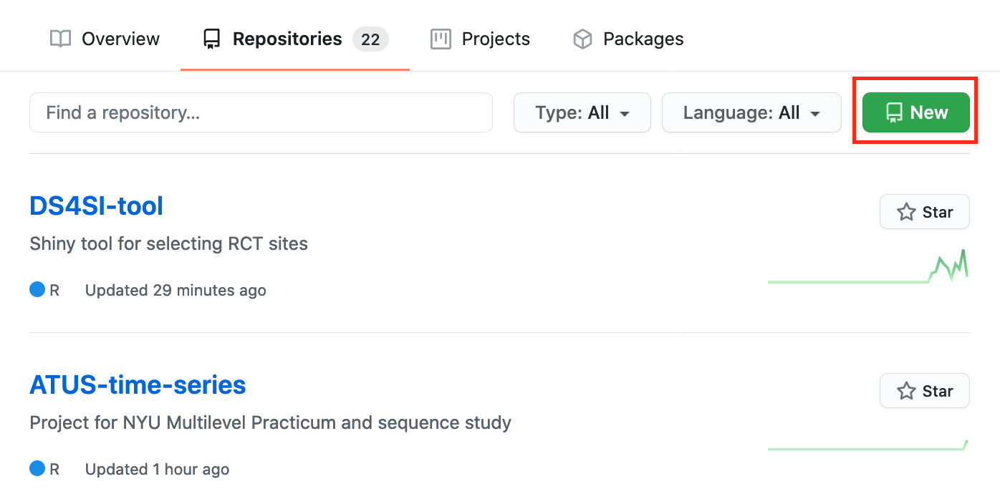 Overview Repositories 22 Projects Packages
Find a repository... Type: All Language: All New
DS4SI-tool Star
Shiny tool for selecting RCT sites
R Updated 29 minutes ago
ATUS-time-series Star
Project for NYU Multilevel Practicum and sequence study
R Updated 1 hour ago